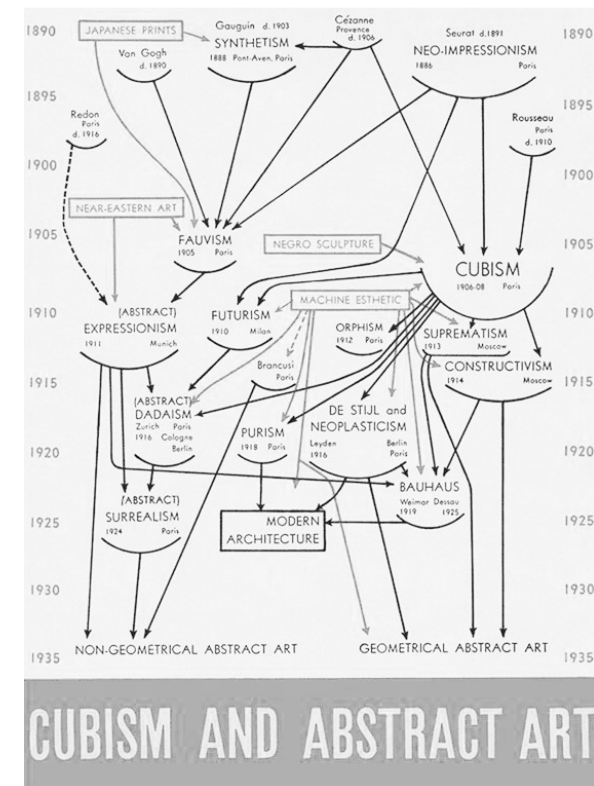 1890
JAPANESE PRINTS
Van Gogh
d. 1890
Gauguin d. 1903
SYNTHETISM
1888 Pont-Aven, Paris
Cézanne
Provence
d. 1906
Seurat d.1891
NEO-IMPRESSIONISM
1886 Paris
1890
1895
1895
Redon
Paris
d. 1916
Rousseau
Paris
d. 1910
1900
1900
NEAR-EASTERN ART
1905
FAUVISM
1905 Paris
NEGRO SCULPTURE
1905
CUBISM
1906-08 Paris
MACHINE ESTHETIC
1910
(ABSTRACT)
EXPRESSIONISM
1911 Munich
FUTURISM
1910 Milan
ORPHISM
1912 Paris
SUPREMATISM
1913 Moscow
1910
Brancusi
Paris
CONSTRUCTIVISM
1914 Moscow
1915
1915
(ABSTRACT)
DADAISM
Zurich Paris
1916 Cologne
Berlin
PURISM
1918 Paris
DE STIJL and
NEOPLASTICISM
Leyden Berlin
1916 Paris
1920
1920
BAUHAUS
Weimar Dessau
1919 1925
(ABSTRACT)
SURREALISM
1924 Paris
MODERN
ARCHITECTURE
1925
1925
1930
1930
NON-GEOMETRICAL ABSTRACT ART
GEOMETRICAL ABSTRACT ART
1935
1935
CUBISM AND ABSTRACT ART